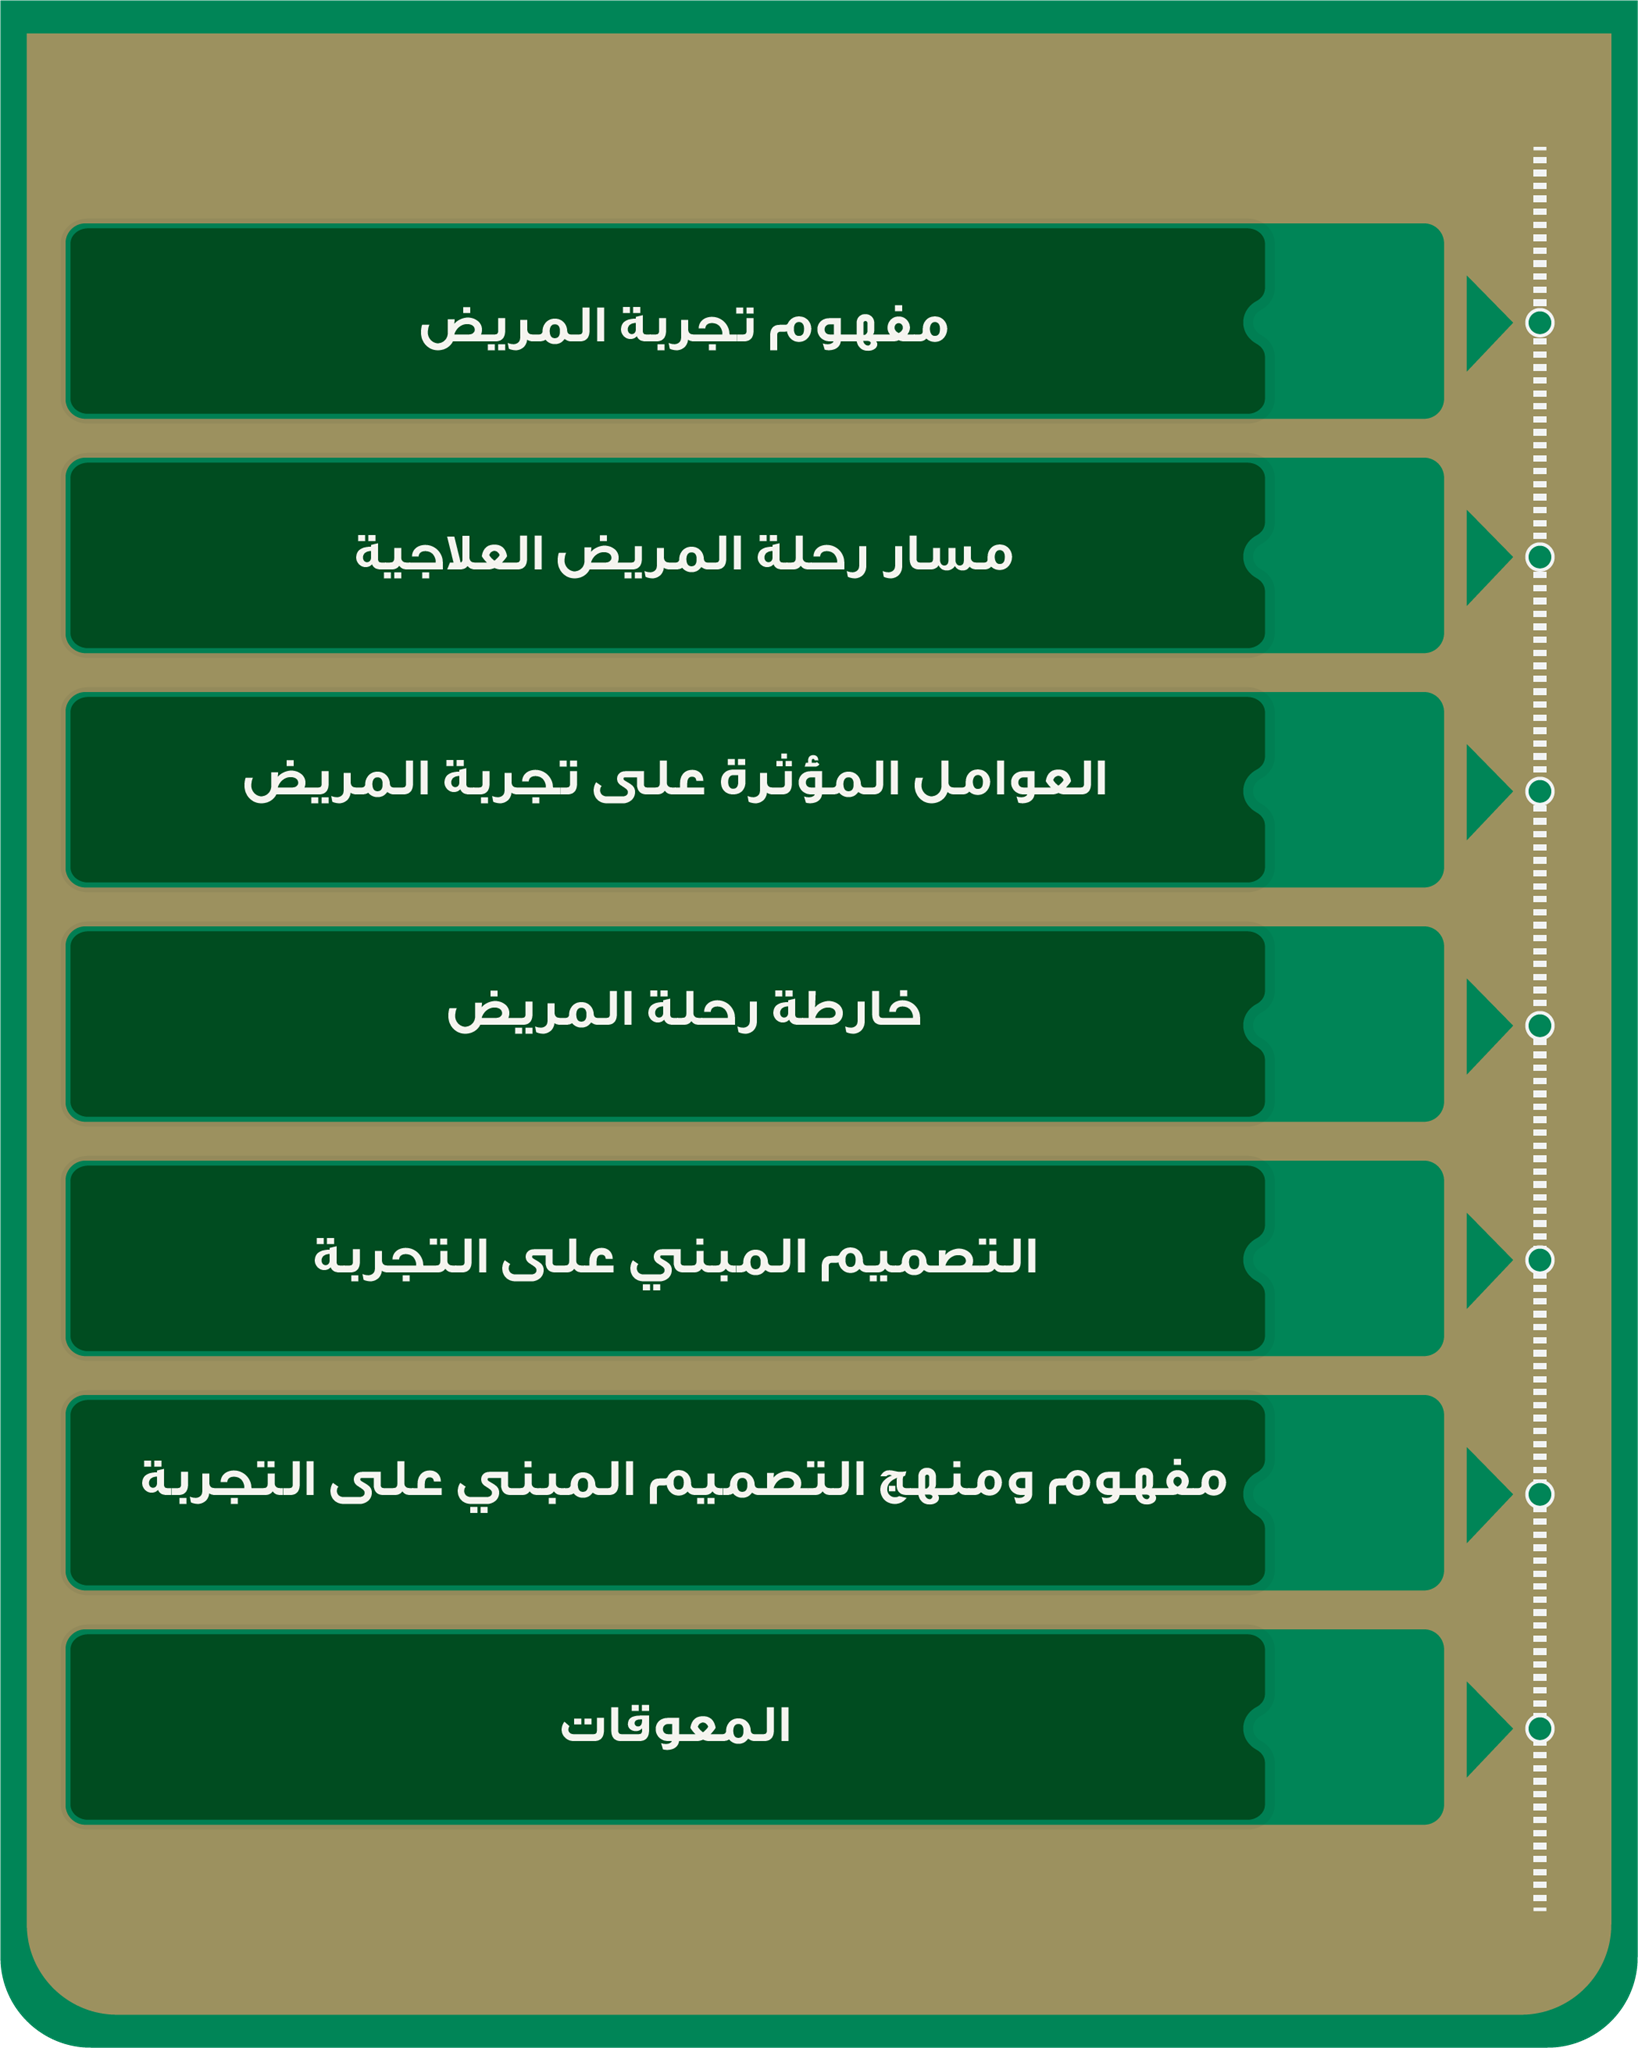 مفهوم تجربة المريض
مسار رحلة المريض العلاجية
العوامل المؤثرة على تجربة المريض
خارطة رحلة المريض
التصميم المبني على التجربة
مفهوم ومنهج التصميم المبني على التجربة
المعوقات